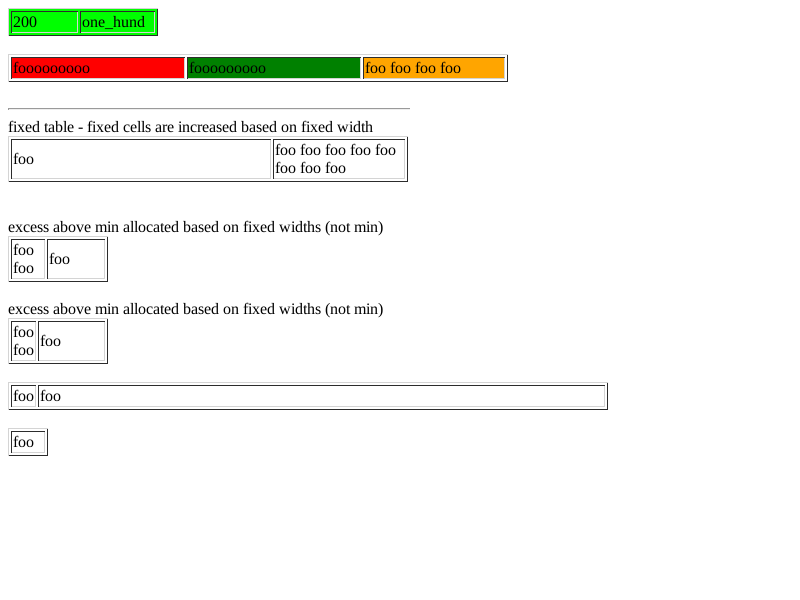 200 one_hund
fooooooooo fooooooooo foo foo foo foo
fixed table - fixed cells are increased based on fixed width
foo foo foo foo foo foo
foo foo foo
excess above min allocated based on fixed widths (not min)
foo
foo foo
excess above min allocated based on fixed widths (not min)
foo
foo foo
foo foo
foo